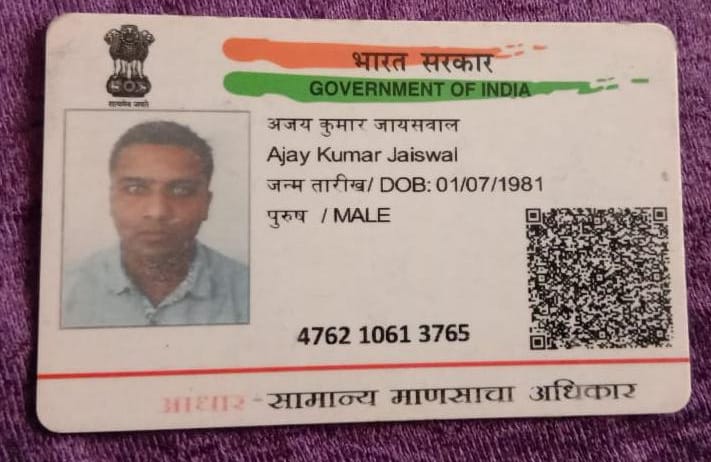 भारत सरकार
GOVERNMENT OF INDIA
सत्यमेव जयते
अजय कुमार जायसवाल
Ajay Kumar Jaiswal
जन्म तारीख/ DOB: 01/07/1981
पुरुष / MALE
4762 1061 3765
आधार - सामान्य माणसाचा अधिकार